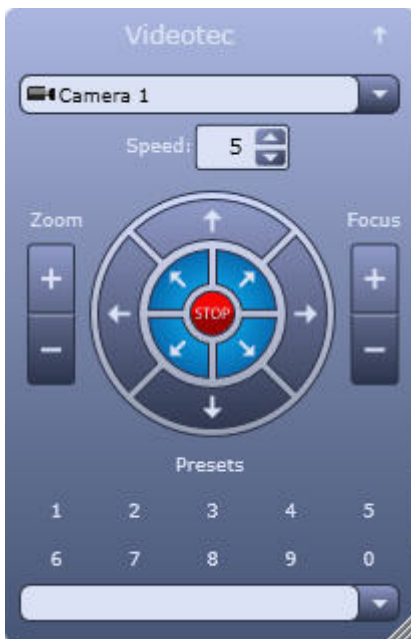 Videotec
Camera 1
Speed: 5
Zoom
Focus
+
+
STOP
-
-
Presets
1 2 3 4 5
6 7 8 9 0